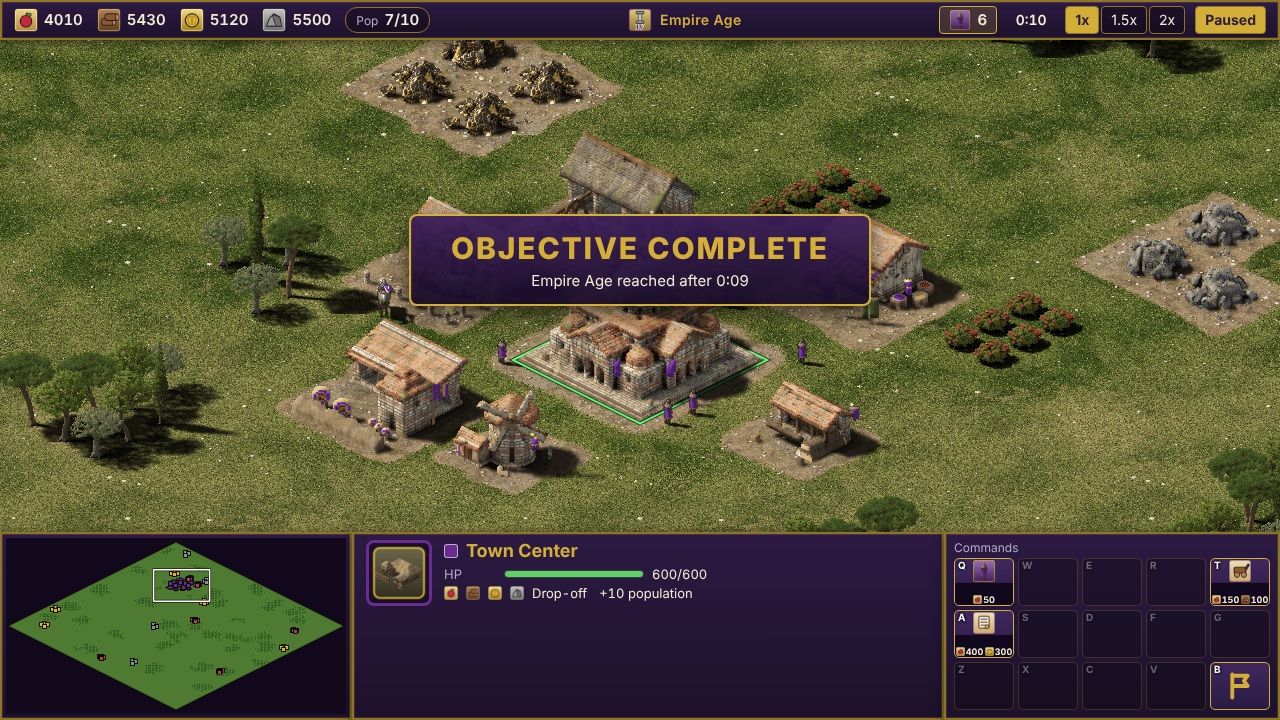 4010 5430 5120 5500 Pop 7/10 IV Empire Age 6 0:10 1x 1.5x 2x Paused
OBJECTIVE COMPLETE
Empire Age reached after 0:09
Town Center
HP 600/600
Drop-off +10 population
Commands
Q W E R T
50 150 100
A S D F G
400 300
Z X C V B